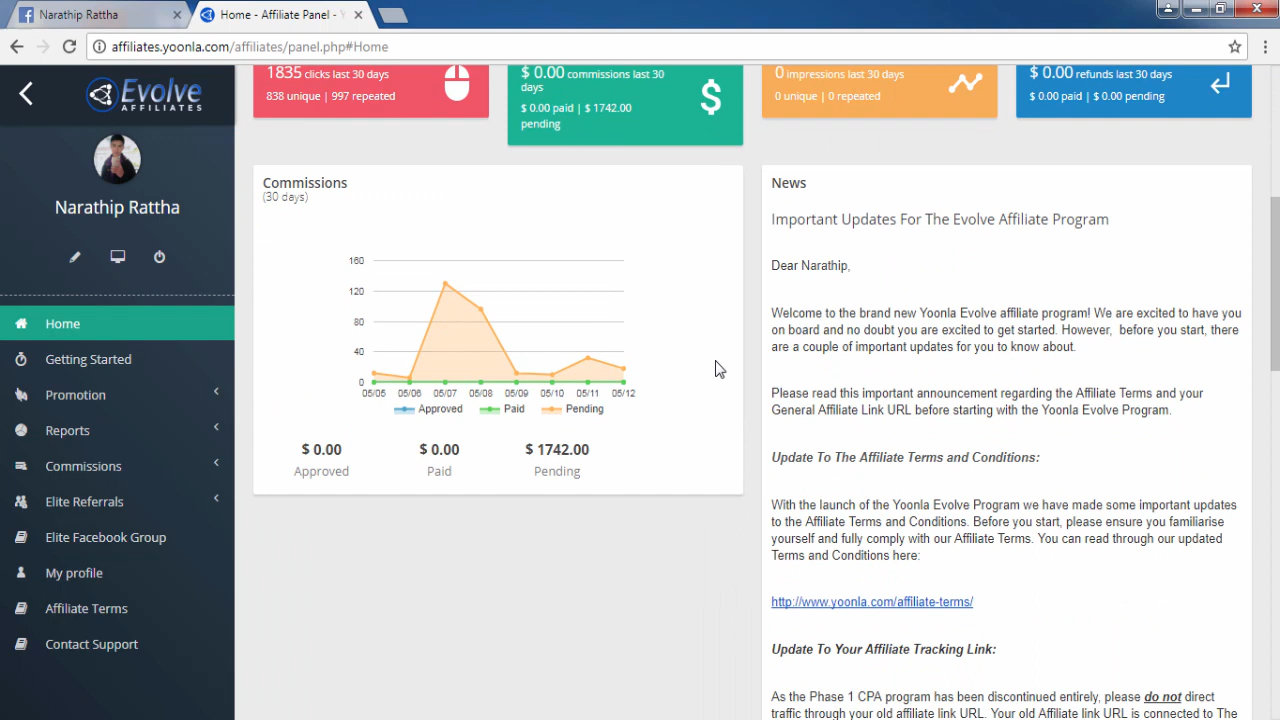 Narathip Rattha
Home - Affiliate Panel - Y
affiliates.yoonla.com/affiliates/panel.php#Home
Evolve
AFFILIATES
Narathip Rattha
Home
Getting Started
Promotion
Reports
Commissions
Elite Referrals
Elite Facebook Group
My profile
Affiliate Terms
Contact Support
1835 clicks last 30 days
838 unique | 997 repeated
$ 0.00 commissions last 30
days
$ 0.00 paid | $ 1742.00
pending
0 impressions last 30 days
0 unique | 0 repeated
$ 0.00 refunds last 30 days
$ 0.00 paid | $ 0.00 pending
Commissions
(30 days)
160
120
80
40
0
05/05 05/06 05/07 05/08 05/09 05/10 05/11 05/12
Approved Paid Pending
$ 0.00 $ 0.00 $ 1742.00
Approved Paid Pending
News
Important Updates For The Evolve Affiliate Program
Dear Narathip,
Welcome to the brand new Yoonla Evolve affiliate program! We are excited to have you
on board and no doubt you are excited to get started. However, before you start, there
are a couple of important updates for you to know about.
Please read this important announcement regarding the Affiliate Terms and your
General Affiliate Link URL before starting with the Yoonla Evolve Program.
Update To The Affiliate Terms and Conditions:
With the launch of the Yoonla Evolve Program we have made some important updates
to the Affiliate Terms and Conditions. Before you start, please ensure you familiarise
yourself and fully comply with our Affiliate Terms. You can read through our updated
Terms and Conditions here:
http://www.yoonla.com/affiliate-terms/
Update To Your Affiliate Tracking Link:
As the Phase 1 CPA program has been discontinued entirely, please do not direct
traffic through your old affiliate link URL. Your old Affiliate link URL is connected to The